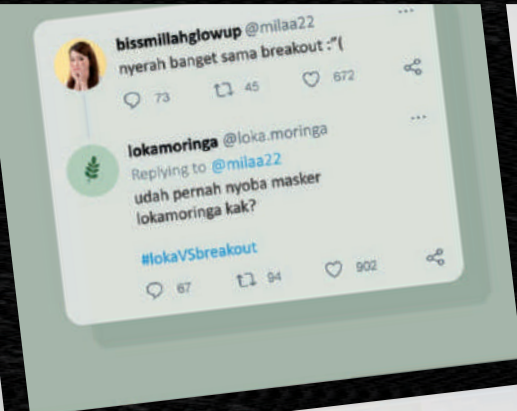 bissmillahglowup @milaa22
nyerah banget sama breakout :"(
73 45 672
lokamoringa @loka.moringa
Replying to @milaa22
udah pernah nyoba masker
lokamoringa kak?
#lokaVSbreakout
67 94 902